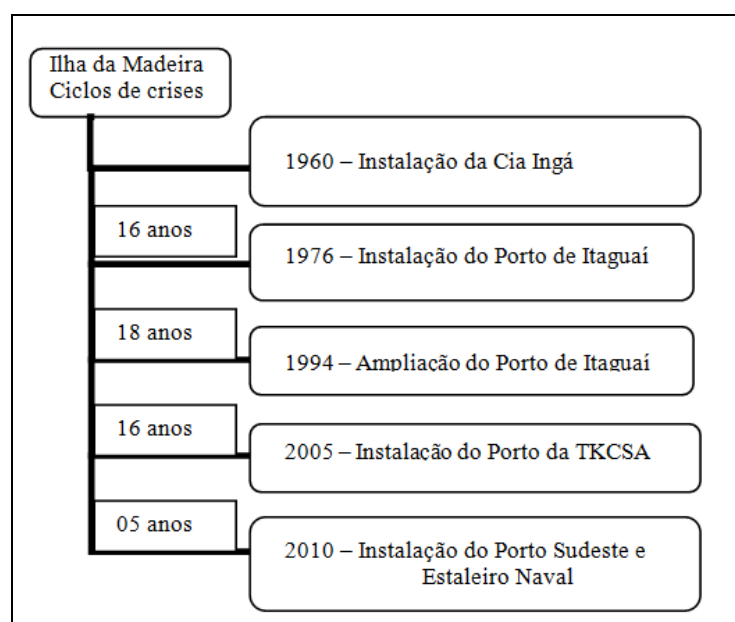 Ilha da Madeira
Ciclos de crises
1960 – Instalação da Cia Ingá
16 anos
1976 – Instalação do Porto de Itaguaí
18 anos
1994 – Ampliação do Porto de Itaguaí
16 anos
2005 – Instalação do Porto da TKCSA
05 anos
2010 – Instalação do Porto Sudeste e
Estaleiro Naval